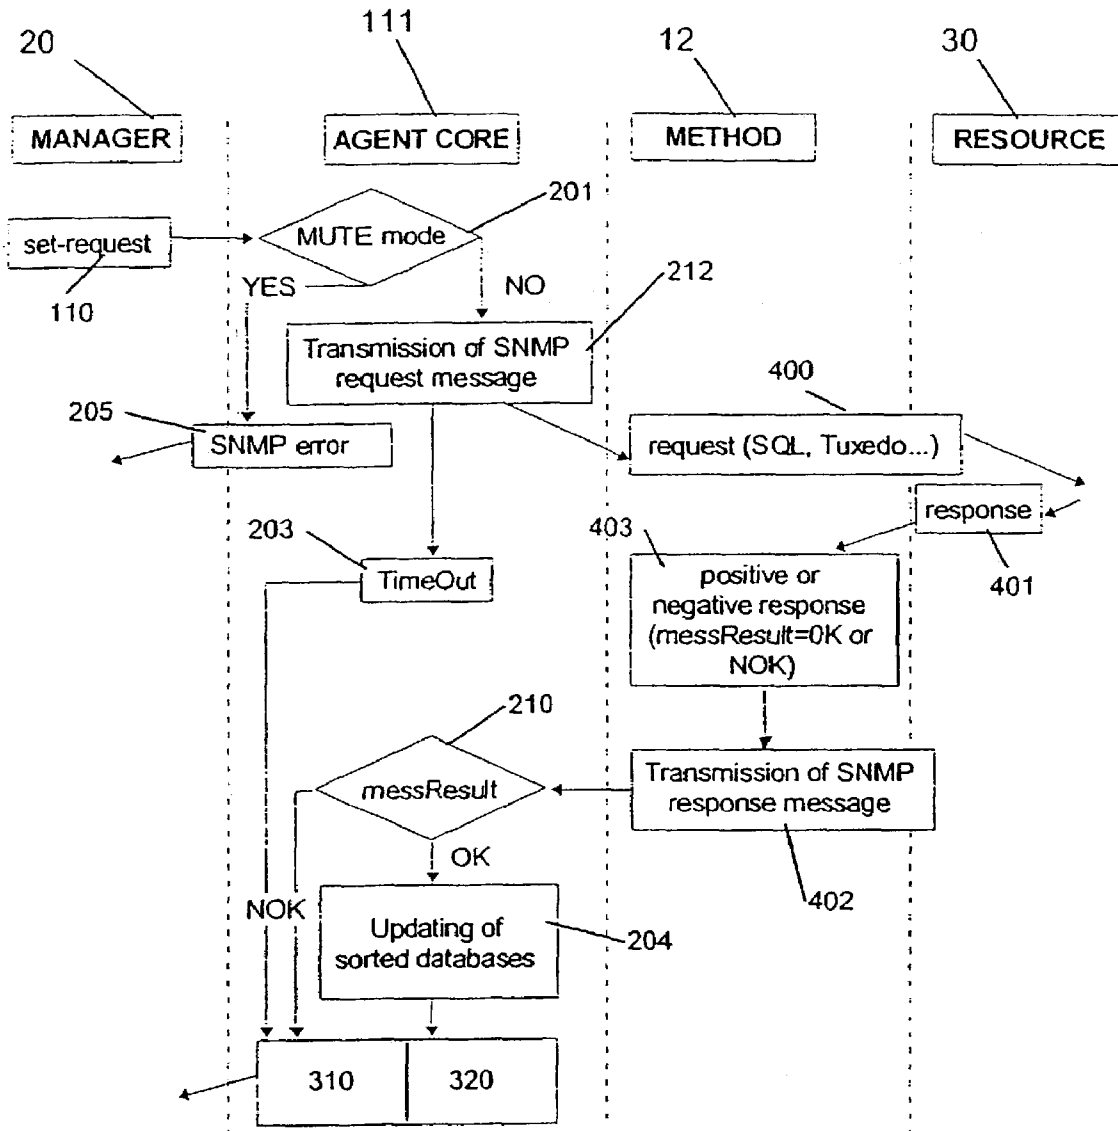 20
111
12
30
MANAGER
AGENT CORE
METHOD
RESOURCE
set-request
110
MUTE mode
201
YES
NO
212
Transmission of SNMP
request message
205
SNMP error
400
request (SQL, Tuxedo...)
response
401
203
TimeOut
403
positive or
negative response
(messResult=0K or
NOK)
210
messResult
Transmission of SNMP
response message
402
OK
NOK
Updating of
sorted databases
204
310
320